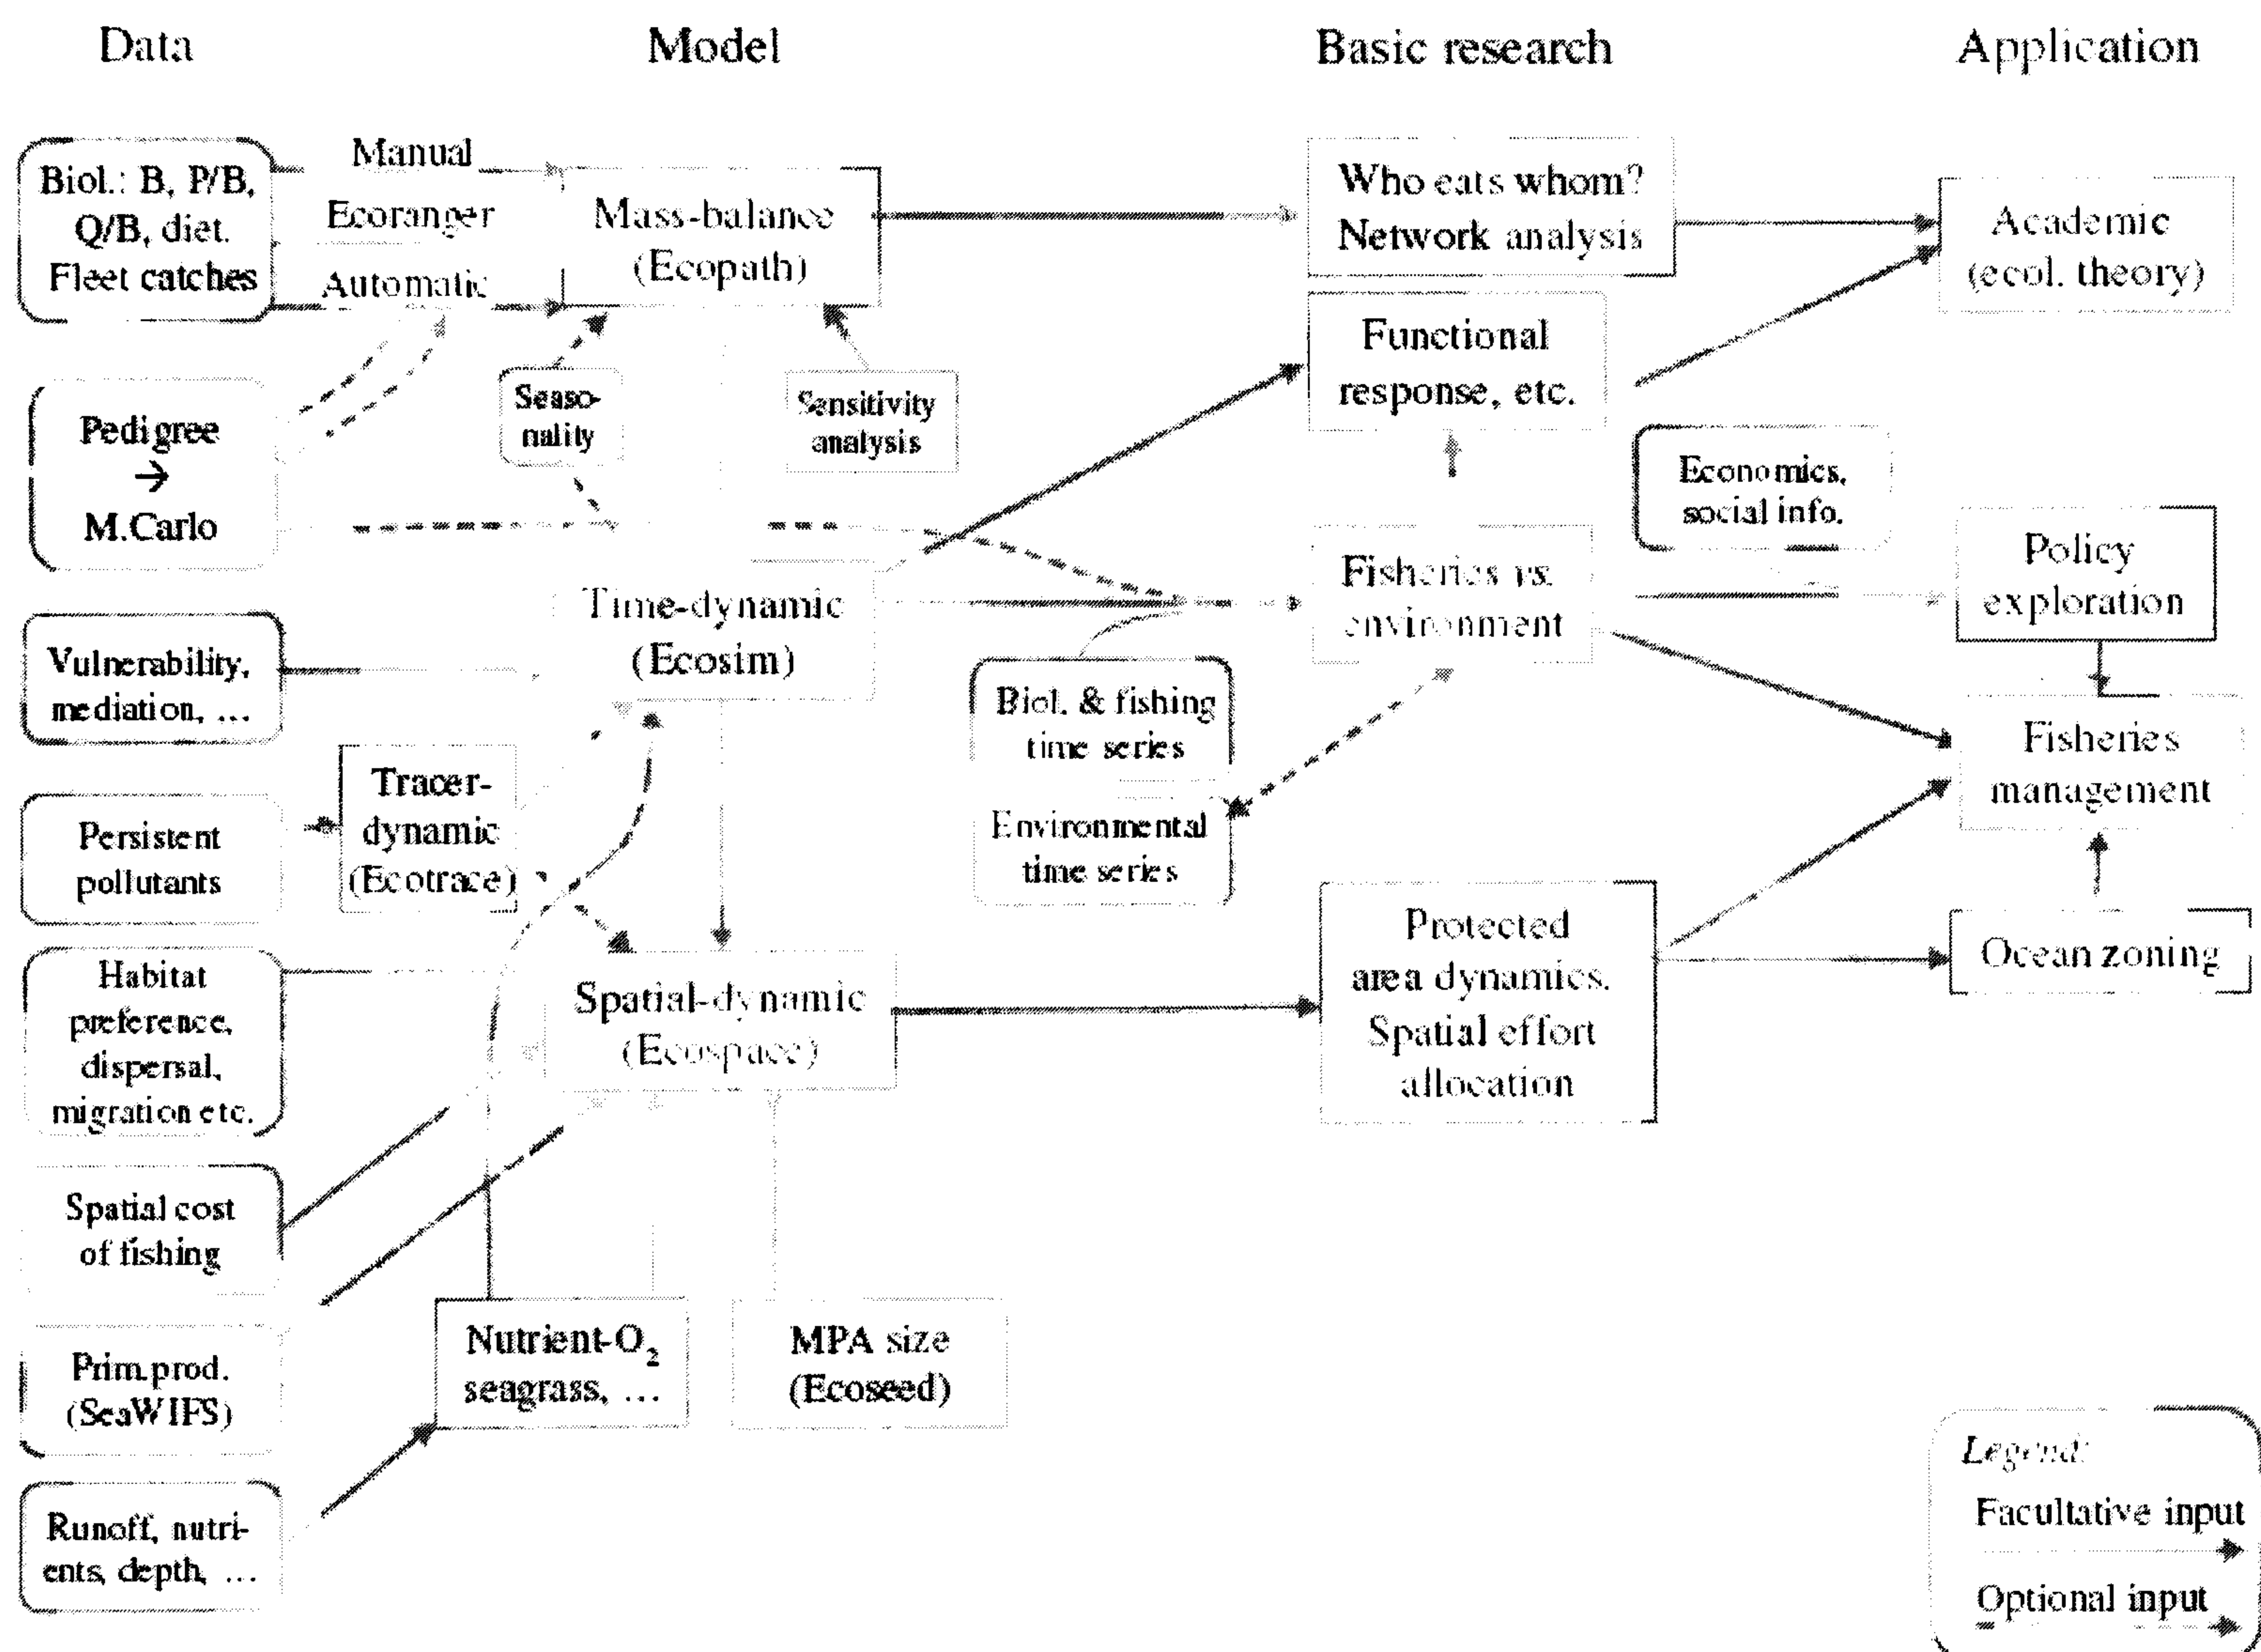 Data
Model
Basic research
Application
Biol.: B, P/B,
Q/B, diet.
Fleet catches
Manual
Ecoranger
Automatic
Mass-balance
(Ecopath)
Who eats whom?
Network analysis
Academic
(ecol. theory)
Pedigree
→
M.Carlo
Seaso-
nality
Sensitivity
analysis
Functional
response, etc.
Economics,
social info.
Vulnerability,
mediation, ...
Time-dynamic
(Ecosim)
Fisheries vs.
environment
Policy
exploration
Biol. & fishing
time series
Environmental
time series
Fisheries
management
Persistent
pollutants
Tracer-
dynamic
(Ecotrace)
Habitat
preference,
dispersal,
migration etc.
Spatial-dynamic
(Ecospace)
Protected
area dynamics.
Spatial effort
allocation
Ocean zoning
Spatial cost
of fishing
Prim.prod.
(SeaWIFS)
Nutrient-O₂
seagrass, ...
MPA size
(Ecoseed)
Runoff, nutri-
ents, depth, ...
Legend:
Facultative input
Optional input